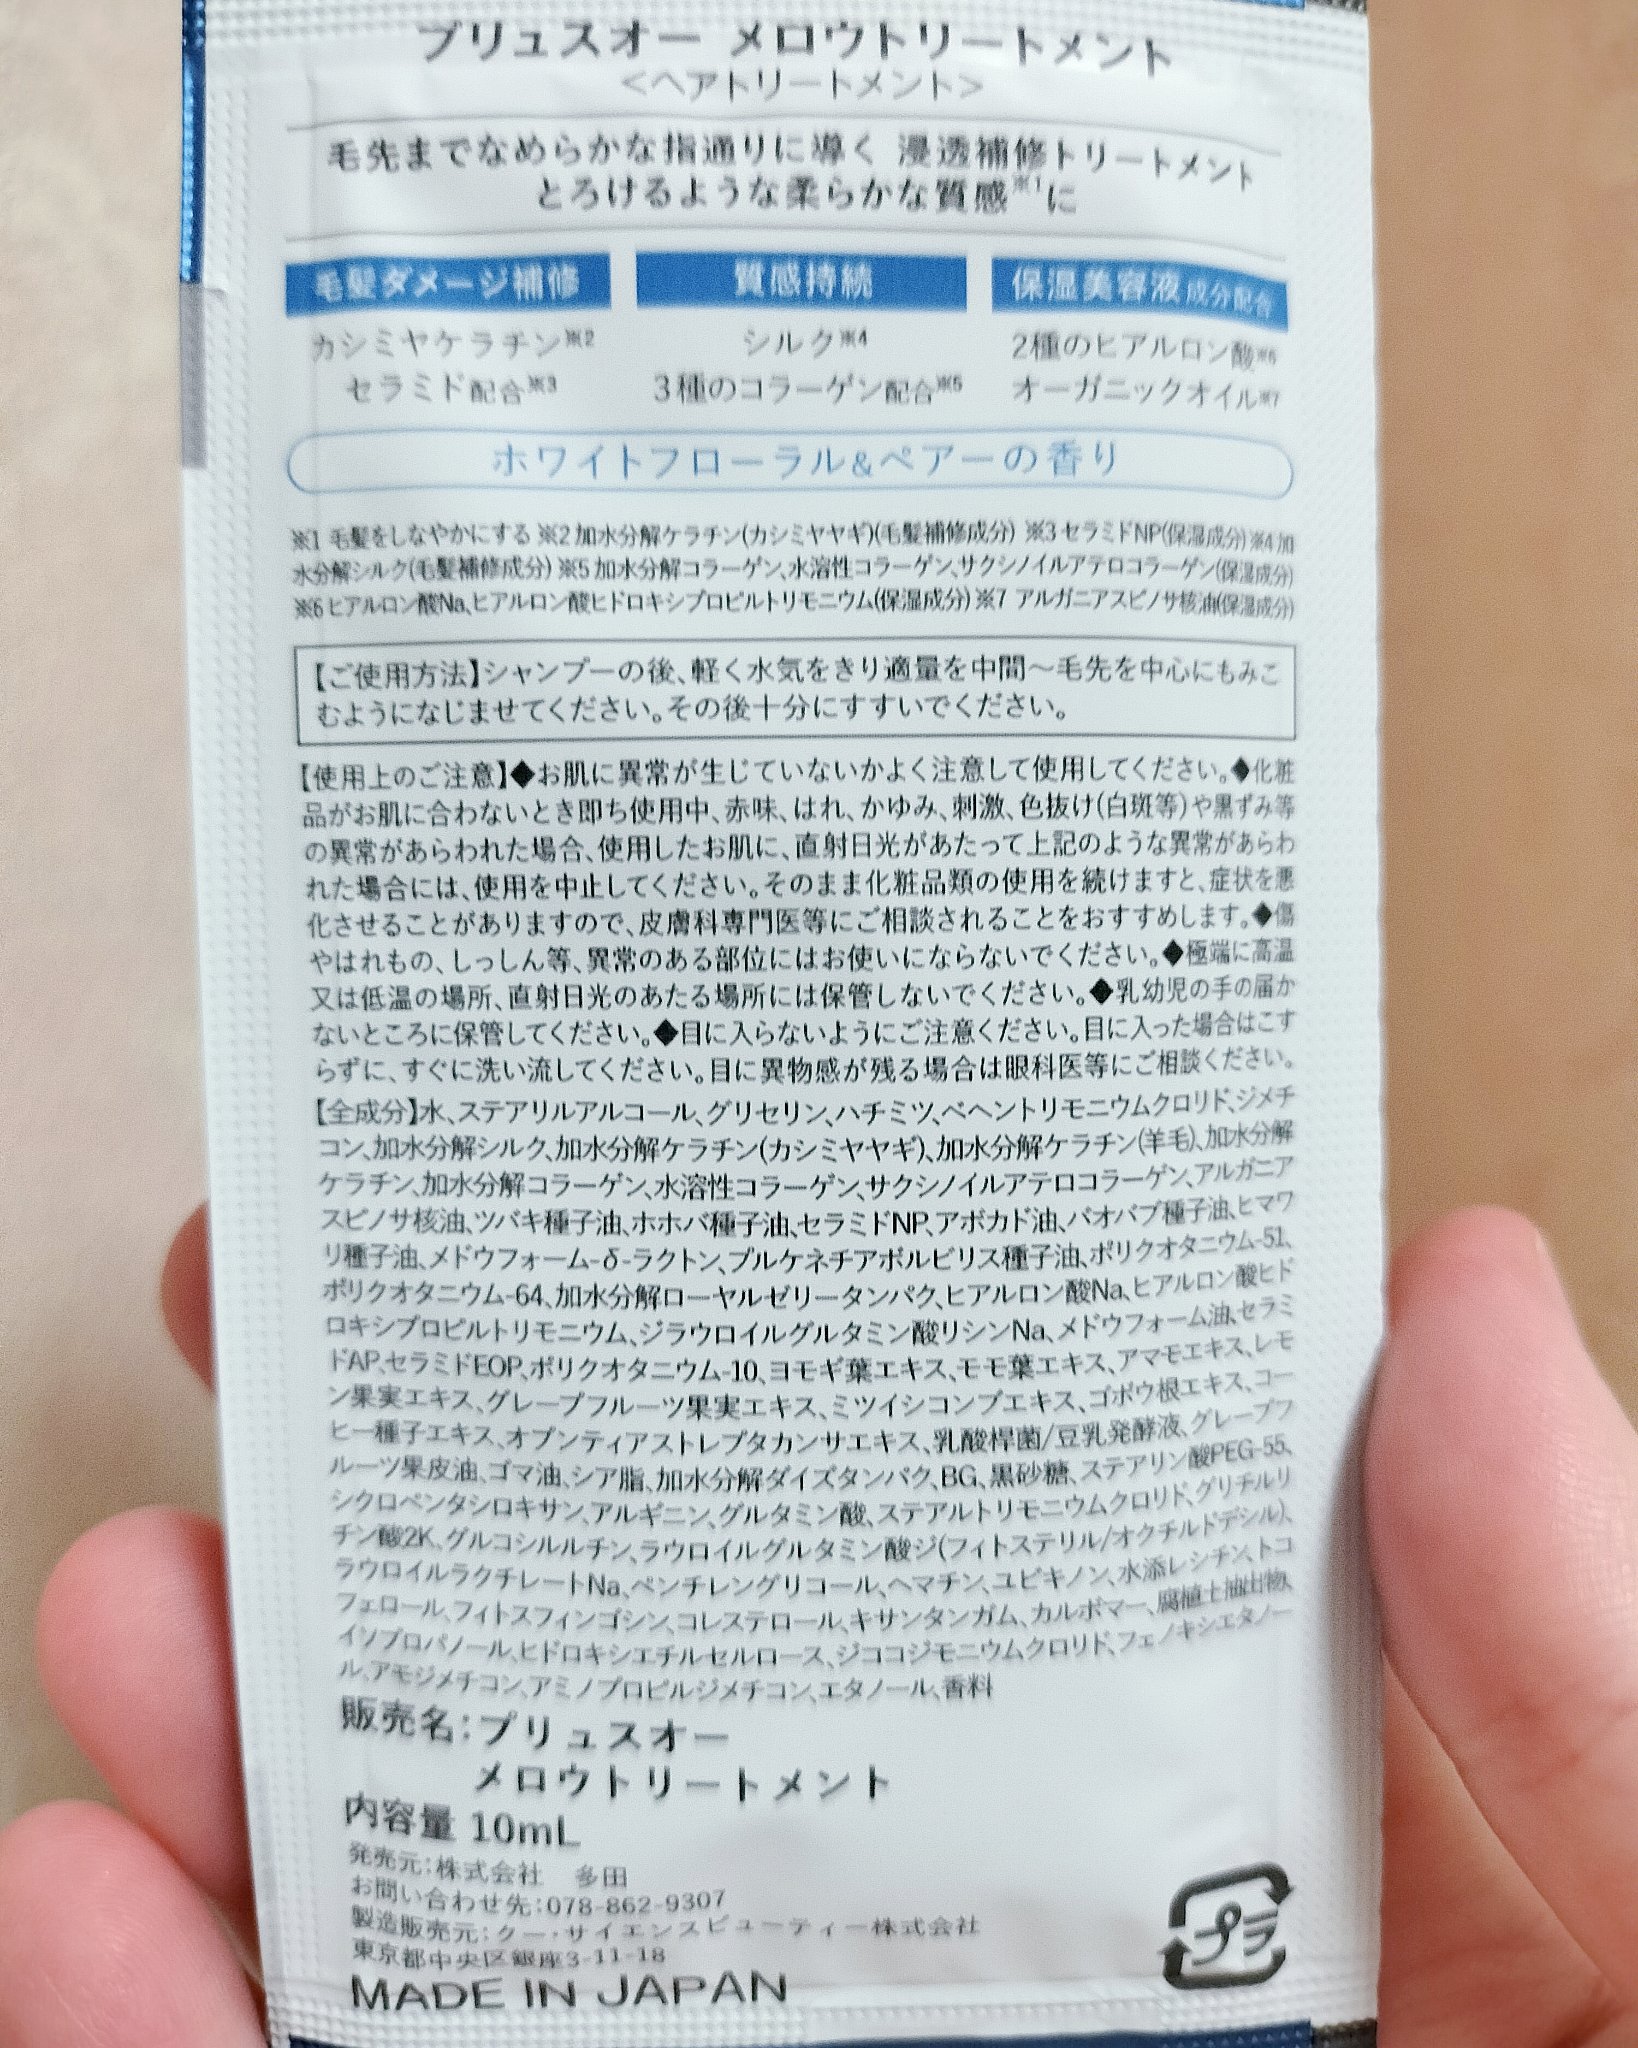 プリュスオー メロウトリートメント
<ヘアトリートメント>
毛先までなめらかな指通りに導く 浸透補修トリートメント
とろけるような柔らかな質感※1に
毛髪ダメージ補修
カシミヤケラチン※2
セラミド配合※3
質感持続
シルク※4
3種のコラーゲン配合※5
保湿美容液成分配合
2種のヒアルロン酸※6
オーガニックオイル※7
ホワイトフローラル&ペアーの香り
※1 毛髪をしなやかにする ※2 加水分解ケラチン(カシミヤヤギ)(毛髪補修成分) ※3 セラミドNP(保湿成分)※4 加
水分解シルク(毛髪補修成分) ※5 加水分解コラーゲン、水溶性コラーゲン、サクシノイルアテロコラーゲン(保湿成分)
※6 ヒアルロン酸Na、ヒアルロン酸ヒドロキシプロピルトリモニウム(保湿成分) ※7 アルガニアスピノサ核油(保湿成分)
【ご使用方法】シャンプーの後、軽く水気をきり適量を中間～毛先を中心にもみこ
むようになじませてください。その後十分にすすいでください。
【使用上のご注意】◆お肌に異常が生じていないかよく注意して使用してください。◆化粧
品がお肌に合わないとき即ち使用中、赤味、はれ、かゆみ、刺激、色抜け(白斑等)や黒ずみ等
の異常があらわれた場合、使用したお肌に、直射日光があたって上記のような異常があらわ
れた場合には、使用を中止してください。そのまま化粧品類の使用を続けますと、症状を悪
化させることがありますので、皮膚科専門医等にご相談されることをおすすめします。◆傷
やはれもの、しっしん等、異常のある部位にはお使いにならないでください。◆極端に高温
又は低温の場所、直射日光のあたる場所には保管しないでください。◆乳幼児の手の届か
ないところに保管してください。◆目に入らないようにご注意ください。目に入った場合はこす
らずに、すぐに洗い流してください。目に異物感が残る場合は眼科医等にご相談ください。
【全成分】水、ステアリルアルコール、グリセリン、ハチミツ、ベヘントリモニウムクロリド、ジメチ
コン、加水分解シルク、加水分解ケラチン(カシミヤヤギ)、加水分解ケラチン(羊毛)、加水分解
ケラチン、加水分解コラーゲン、水溶性コラーゲン、サクシノイルアテロコラーゲン、アルガニア
スピノサ核油、ツバキ種子油、ホホバ種子油、セラミドNP、アボカド油、バオバブ種子油、ヒマワ
リ種子油、メドウフォーム-δ-ラクトン、プルケネチアボルビリス種子油、ポリクオタニウム-51、
ポリクオタニウム-64、加水分解ローヤルゼリータンパク、ヒアルロン酸Na、ヒアルロン酸ヒド
ロキシプロピルトリモニウム、ジラウロイルグルタミン酸リシンNa、メドウフォーム油、セラミ
ドAP、セラミドEOP、ポリクオタニウム-10、ヨモギ葉エキス、モモ葉エキス、アマモエキス、レモ
ン果実エキス、グレープフルーツ果実エキス、ミツイシコンブエキス、ゴボウ根エキス、コー
ヒー種子エキス、オプンティアストレプタカンサエキス、乳酸桿菌/豆乳発酵液、グレープフ
ルーツ果皮油、ゴマ油、シア脂、加水分解ダイズタンパク、BG、黒砂糖、ステアリン酸PEG-55、
シクロペンタシロキサン、アルギニン、グルタミン酸、ステアルトリモニウムクロリド、グリチルリ
チン酸2K、グルコシルルチン、ラウロイルグルタミン酸ジ(フィトステリル/オクチルドデシル)、
ラウロイルラクチレートNa、ペンチレングリコール、ヘマチン、ユビキノン、水添レシチン、トコ
フェロール、フィトスフィンゴシン、コレステロール、キサンタンガム、カルボマー、腐植土抽出物、
イソプロパノール、ヒドロキシエチルセルロース、ジココジモニウムクロリド、フェノキシエタノー
ル、アモジメチコン、アミノプロピルジメチコン、エタノール、香料
販売名：プリュスオー
メロウトリートメント
内容量 10mL
発売元：株式会社 多田
お問い合わせ先：078-862-9307
製造販売元：クー・サイエンスビューティー株式会社
東京都中央区銀座3-11-18
MADE IN JAPAN
プラ